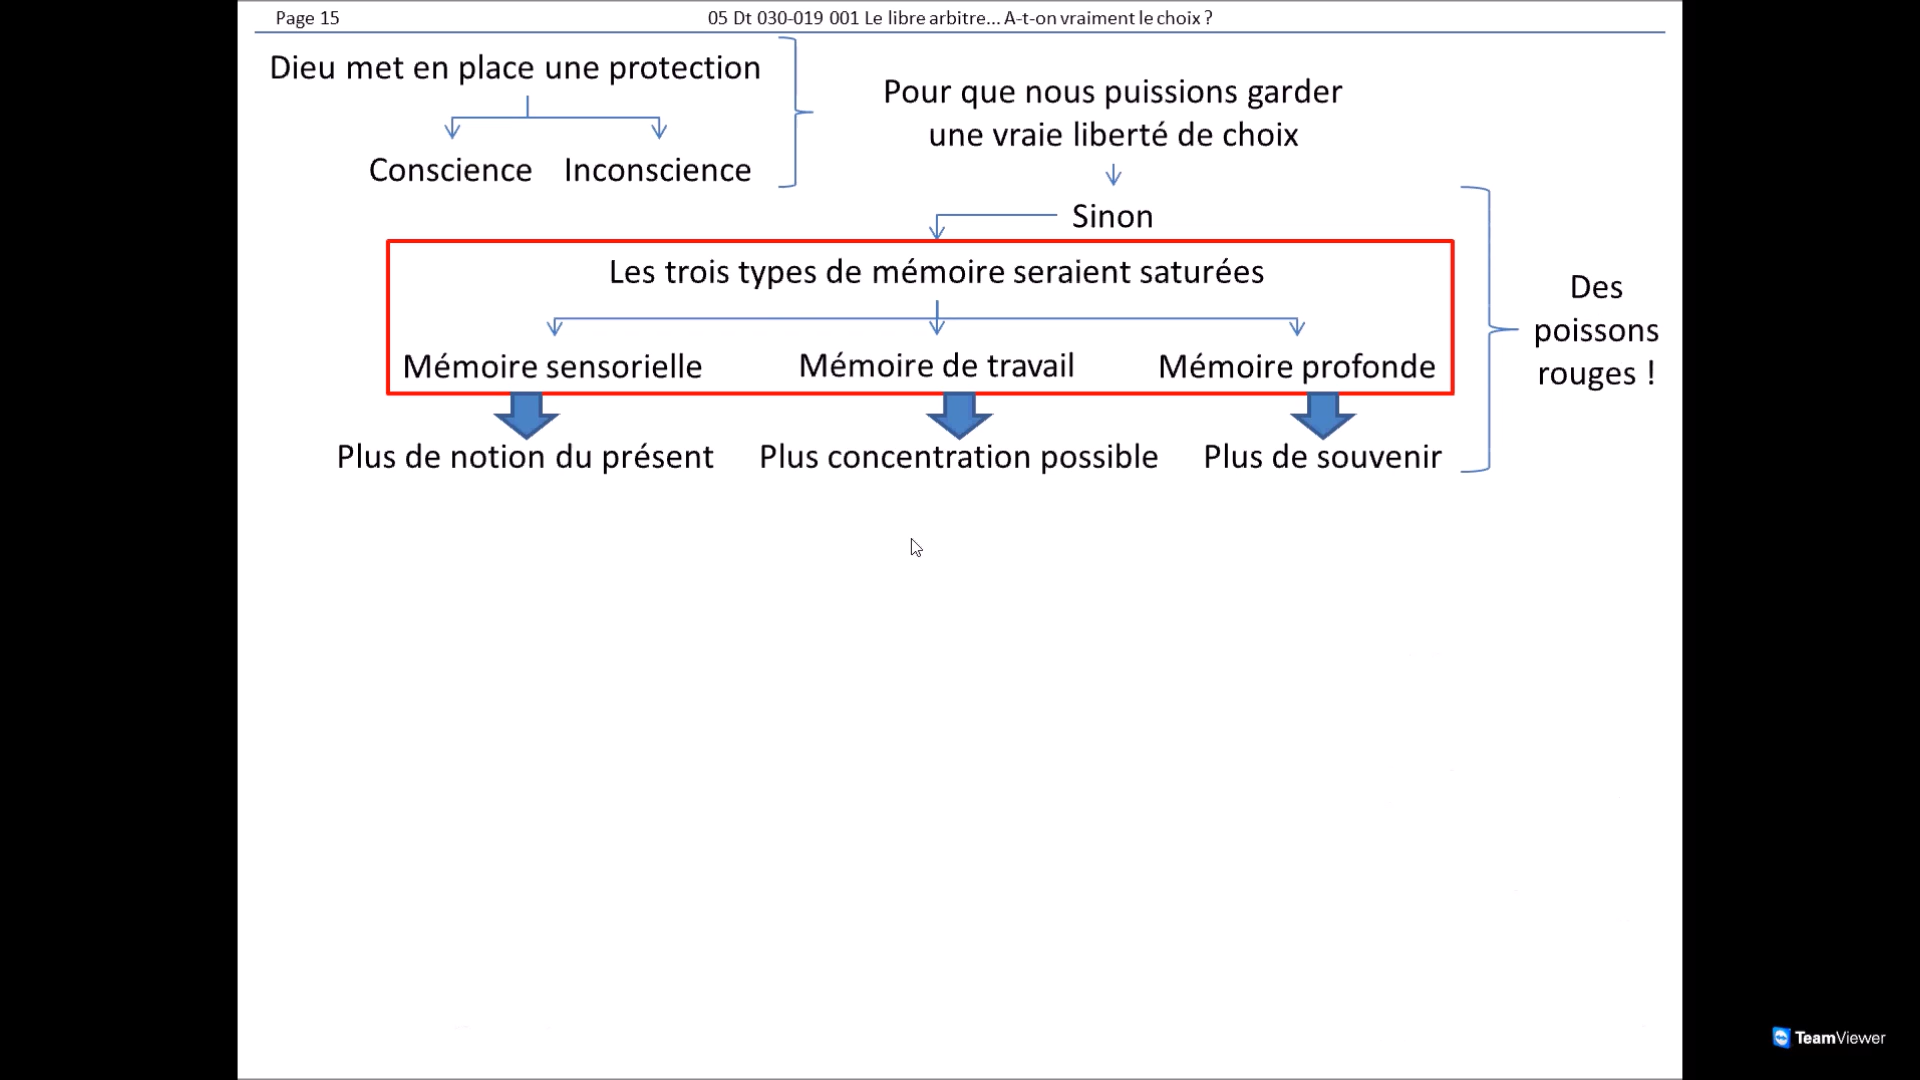 Page 15
05 Dt 030-019 001 Le libre arbitre... A-t-on vraiment le choix ?
Dieu met en place une protection
Conscience
Inconscience
Pour que nous puissions garder
une vraie liberté de choix
Sinon
Les trois types de mémoire seraient saturées
Mémoire sensorielle
Mémoire de travail
Mémoire profonde
Plus de notion du présent
Plus concentration possible
Plus de souvenir
Des
poissons
rouges !
TeamViewer